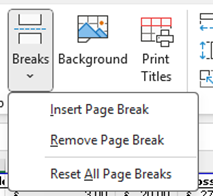 Breaks Background Print Titles
Insert Page Break
Remove Page Break
Reset All Page Breaks